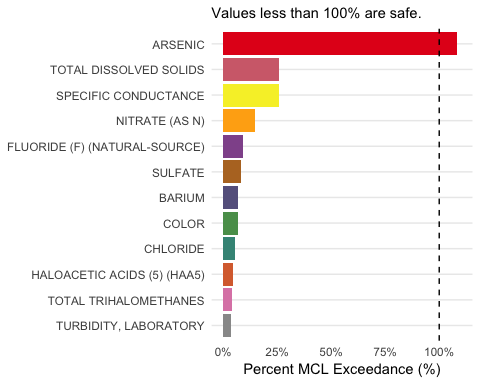 Values less than 100% are safe.
ARSENIC
TOTAL DISSOLVED SOLIDS
SPECIFIC CONDUCTANCE
NITRATE (AS N)
FLUORIDE (F) (NATURAL-SOURCE)
SULFATE
BARIUM
COLOR
CHLORIDE
HALOACETIC ACIDS (5) (HAA5)
TOTAL TRIHALOMETHANES
TURBIDITY, LABORATORY
0% 25% 50% 75% 100%
Percent MCL Exceedance (%)